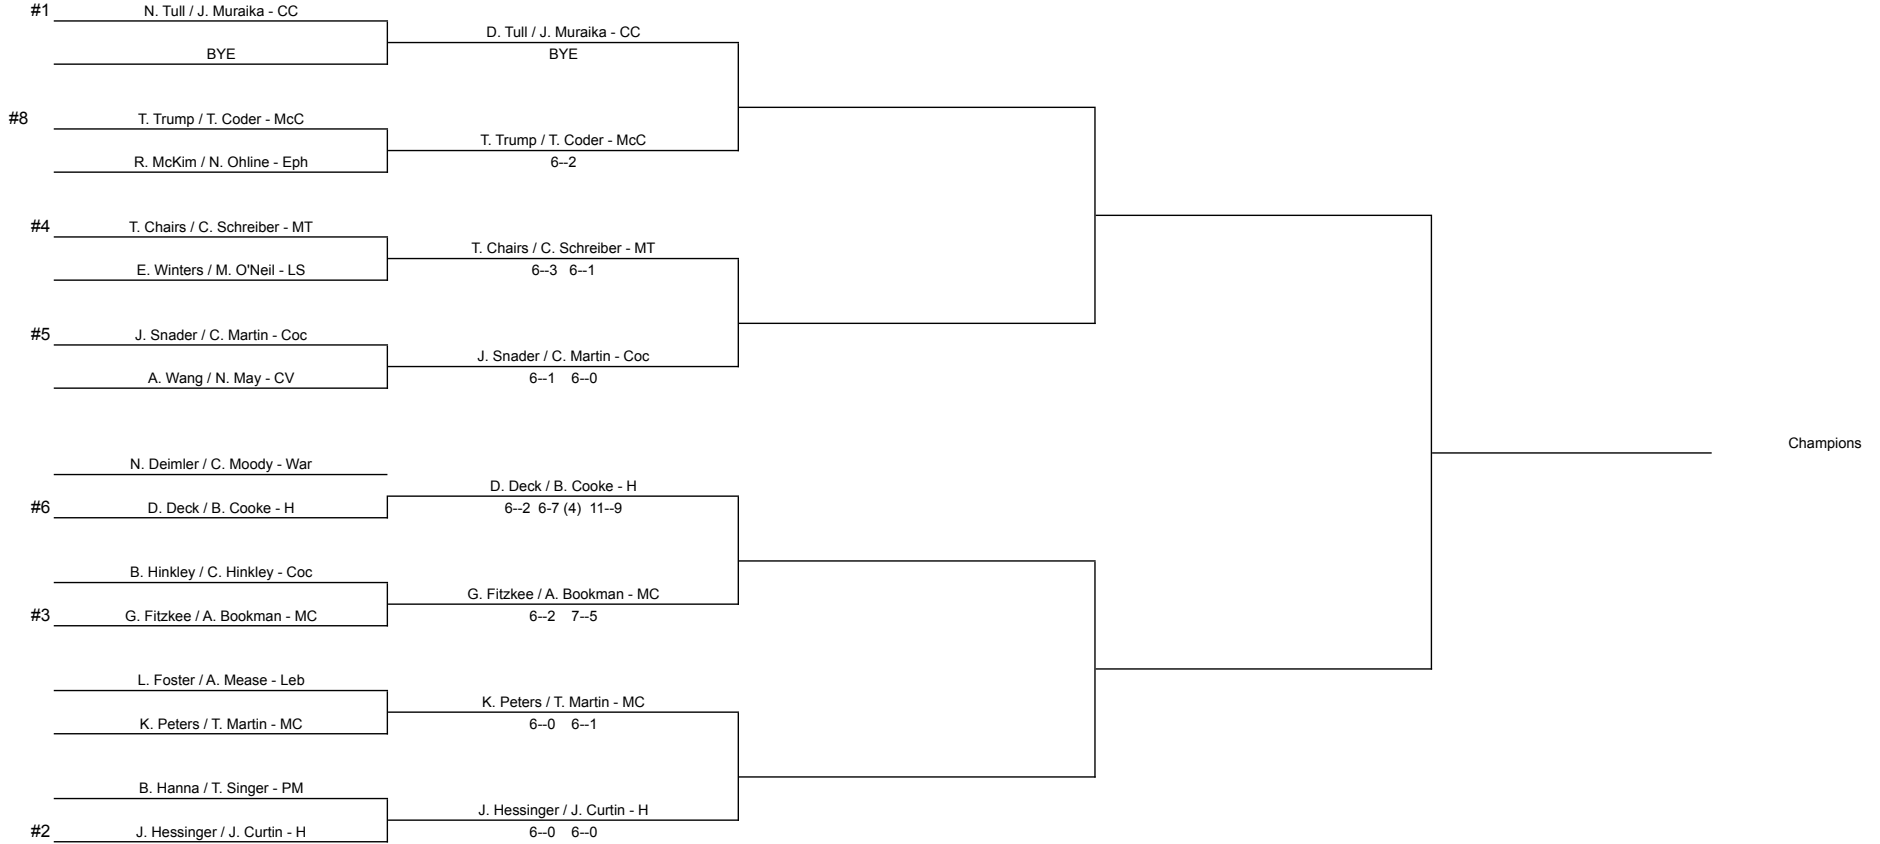 #1 N. Tull / J. Muraika - CC
D. Tull / J. Muraika - CC
BYE
BYE
#8 T. Trump / T. Coder - McC
T. Trump / T. Coder - McC
R. McKim / N. Ohline - Eph
6--2
#4 T. Chairs / C. Schreiber - MT
T. Chairs / C. Schreiber - MT
E. Winters / M. O'Neil - LS
6--3 6--1
#5 J. Snader / C. Martin - Coc
J. Snader / C. Martin - Coc
A. Wang / N. May - CV
6--1 6--0
Champions
N. Deimler / C. Moody - War
D. Deck / B. Cooke - H
#6 D. Deck / B. Cooke - H
6--2 6-7 (4) 11--9
B. Hinkley / C. Hinkley - Coc
G. Fitzkee / A. Bookman - MC
#3 G. Fitzkee / A. Bookman - MC
6--2 7--5
L. Foster / A. Mease - Leb
K. Peters / T. Martin - MC
K. Peters / T. Martin - MC
6--0 6--1
B. Hanna / T. Singer - PM
J. Hessinger / J. Curtin - H
#2 J. Hessinger / J. Curtin - H
6--0 6--0